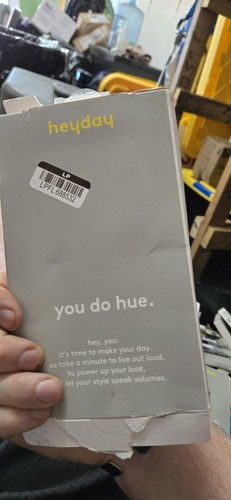 heyday
LP
LPFL688532
you do hue.
hey, you.
it's time to make your day.
so take a minute to live out loud,
to power up your look,
let your style speak volumes.